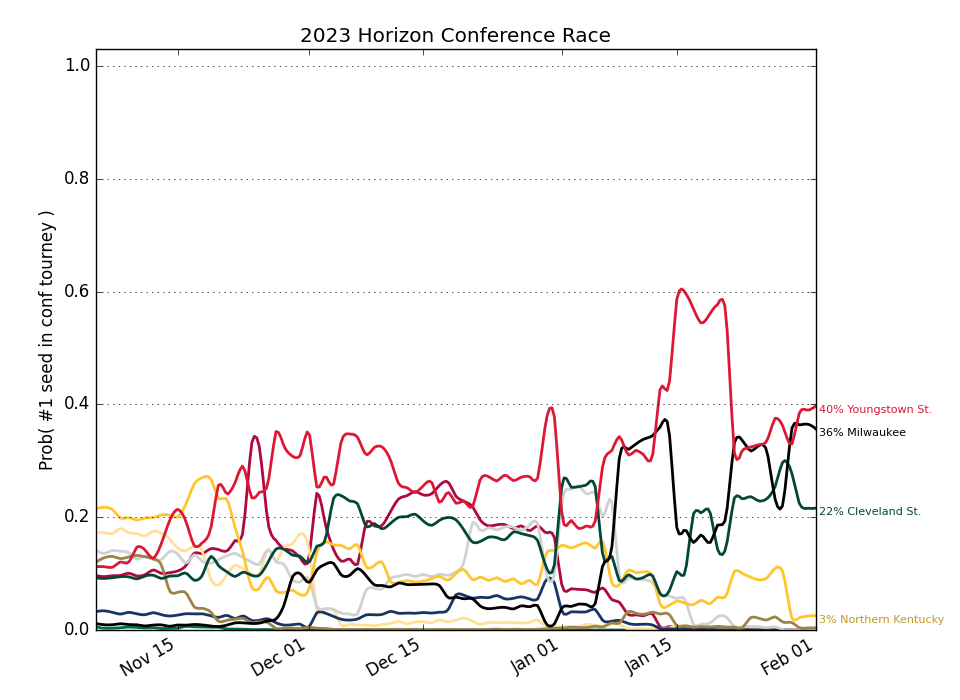 2023 Horizon Conference Race
Prob( #1 seed in conf tourney )
1.0
0.8
0.6
0.4
0.2
0.0
Nov 15
Dec 01
Dec 15
Jan 01
Jan 15
Feb 01
40% Youngstown St.
36% Milwaukee
22% Cleveland St.
3% Northern Kentucky